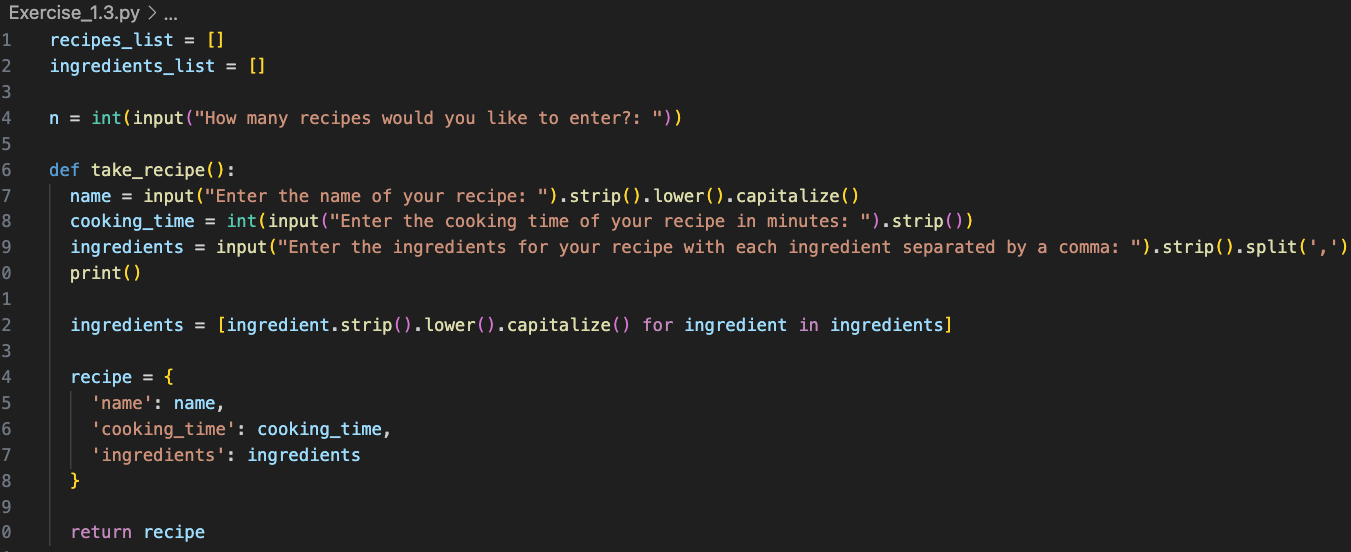 Exercise_1.3.py > ...
1 recipes_list = []
2 ingredients_list = []
3
4 n = int(input("How many recipes would you like to enter?: "))
5
6 def take_recipe():
7   name = input("Enter the name of your recipe: ").strip().lower().capitalize()
8   cooking_time = int(input("Enter the cooking time of your recipe in minutes: ").strip())
9   ingredients = input("Enter the ingredients for your recipe with each ingredient separated by a comma: ").strip().split(',')
0   print()
1
2   ingredients = [ingredient.strip().lower().capitalize() for ingredient in ingredients]
3
4   recipe = {
5     'name': name,
6     'cooking_time': cooking_time,
7     'ingredients': ingredients
8   }
9
0   return recipe